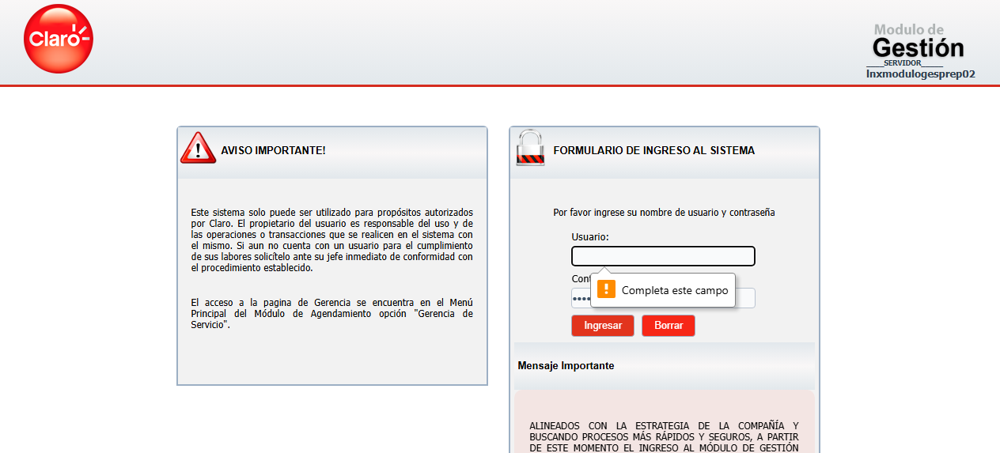 Claro
Modulo de
Gestión
____SERVIDOR_____
lnxmodulogesprep02
AVISO IMPORTANTE!
Este sistema solo puede ser utilizado para propósitos autorizados
por Claro. El propietario del usuario es responsable del uso y de
las operaciones o transacciones que se realicen en el sistema con
el mismo. Si aun no cuenta con un usuario para el cumplimiento
de sus labores solicítelo ante su jefe inmediato de conformidad con
el procedimiento establecido.
El acceso a la pagina de Gerencia se encuentra en el Menú
Principal del Módulo de Agendamiento opción "Gerencia de
Servicio".
FORMULARIO DE INGRESO AL SISTEMA
Por favor ingrese su nombre de usuario y contraseña
Usuario:
Completa este campo
Ingresar
Borrar
Mensaje Importante
ALINEADOS CON LA ESTRATEGIA DE LA COMPAÑÍA Y
BUSCANDO PROCESOS MÁS RÁPIDOS Y SEGUROS, A PARTIR
DE ESTE MOMENTO EL INGRESO AL MÓDULO DE GESTIÓN